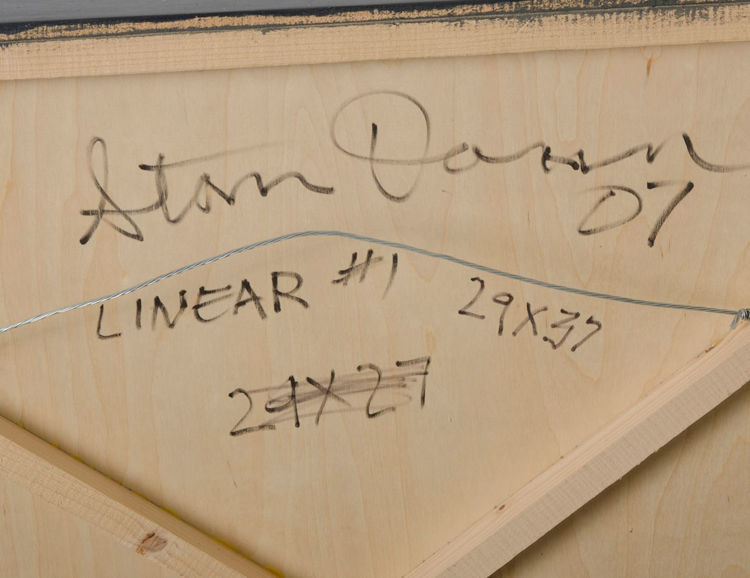 Stan Dann
07
LINEAR #1 29X37
29X27